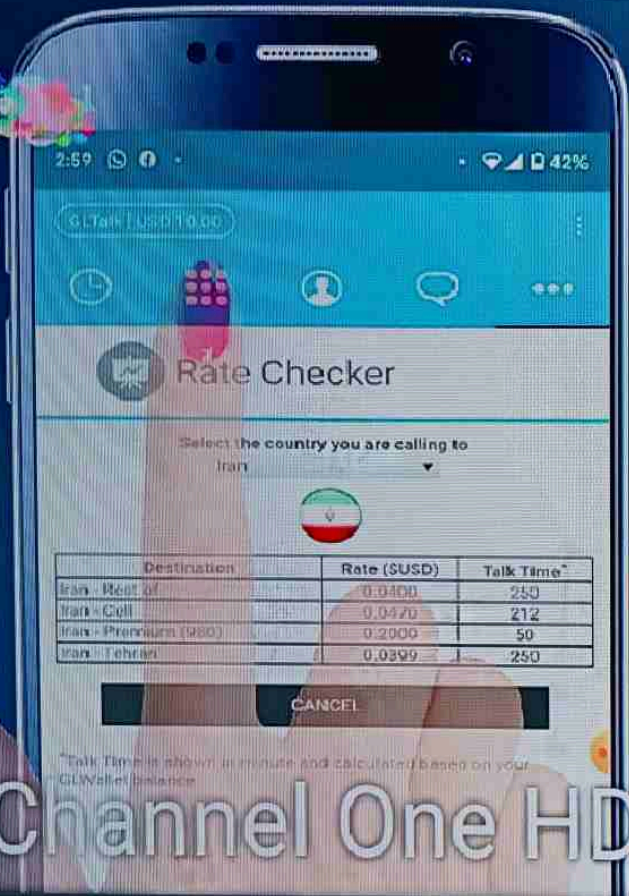 2:59 42%
GLTalk | USD 10.00
Rate Checker
Select the country you are calling to
Iran
Destination Rate ($USD) Talk Time*
Iran - Rest of 0.0400 250
Iran - Cell 0.0470 212
Iran - Premium (980) 0.2000 50
Iran - Tehran 0.0399 250
CANCEL
*Talk Time is shown in minute and calculated based on your
GLWallet balance
Channel One HD